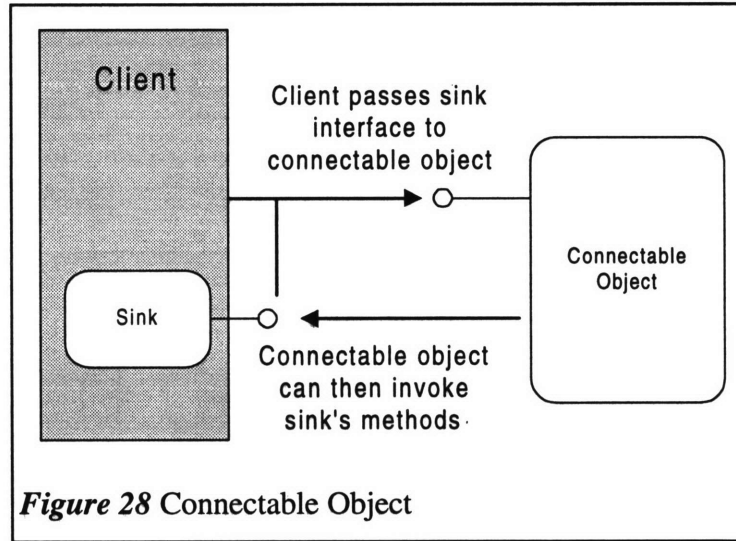 Client
Client passes sink
interface to
connectable object
Connectable
Object
Sink
Connectable object
can then invoke
sink's methods.
Figure 28 Connectable Object